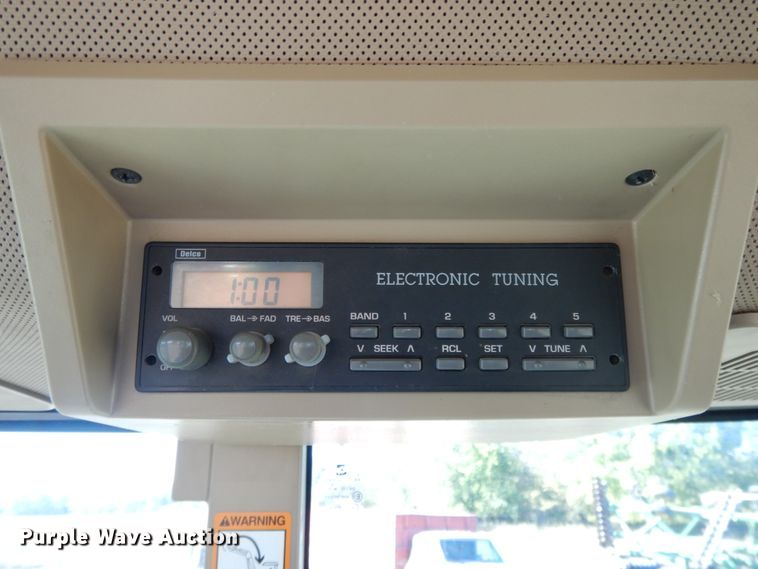 Delco
1:00
ELECTRONIC TUNING
VOL BAL FAD TRE BAS BAND 1 2 3 4 5
V SEEK Λ RCL SET V TUNE Λ
OFF
WARNING
Purple Wave Auction